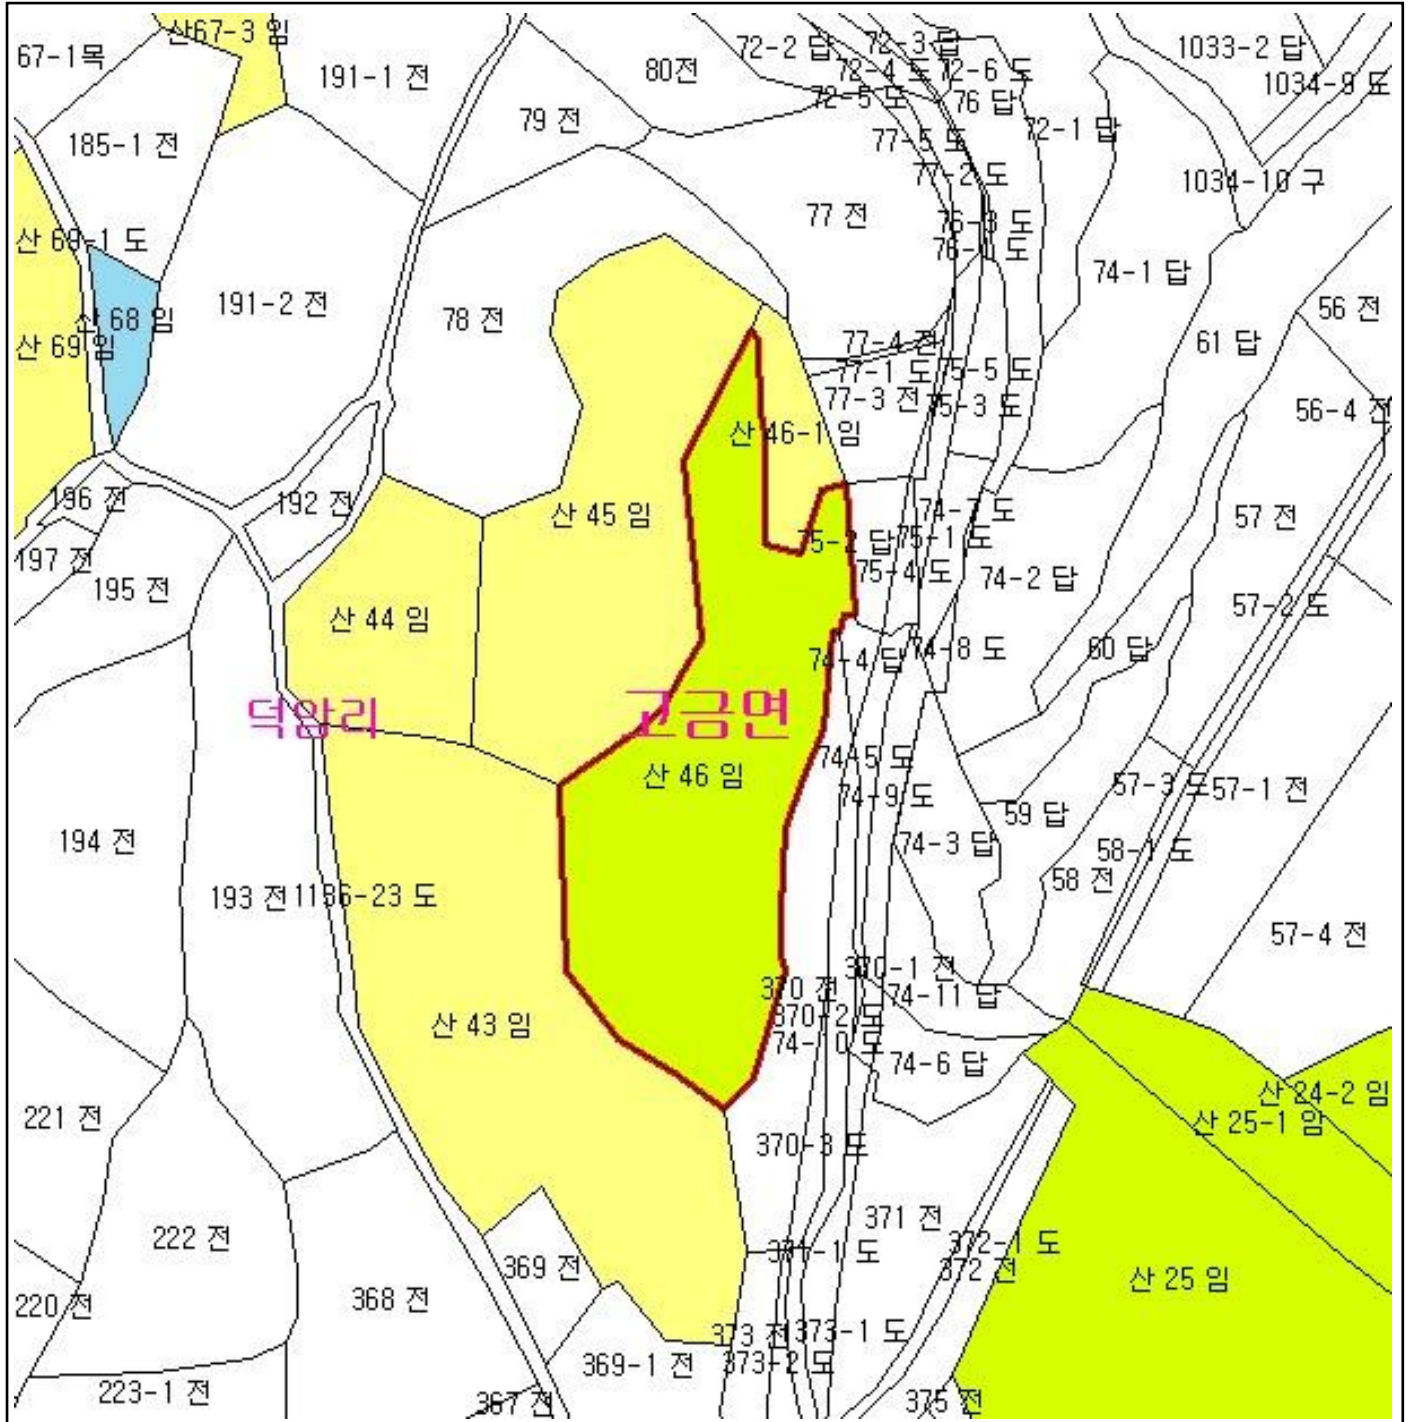 산67-3 임
67-1목
191-1 전
80전
72-2 답
72-3 답
1033-2 답
72-4 도
72-6 도
1034-9 도
72-5 도
76 답
79 전
72-1 답
185-1 전
77-5 도
77-2 도
1034-10 구
77 전
76-3 도
산 69-1 도
74-1 답
191-2 전
78 전
산 68 임
56 전
산 69 임
77-4 전
61 답
77-1 도
75-5 도
77-3 전
75-3 도
56-4 전
산 46-1 임
196 전
192 전
산 45 임
74-7 도
57 전
75-2 답
75-1 도
197 전
75-4 도
195 전
74-2 답
57-2 도
산 44 임
74-4 답
74-8 도
60 답
덕암리
고금면
74-5 도
산 46 임
57-3 도
57-1 전
74-9 도
59 답
194 전
74-3 답
58-1 도
58 전
193 전
1136-23 도
57-4 전
370-1 전
370 전
74-11 답
370-2 도
산 43 임
74-10 도
74-6 답
산 24-2 임
221 전
산 25-1 임
370-3 도
371 전
222 전
371-1 도
372-1 도
369 전
372 전
산 25 임
220 전
368 전
373 전
373-1 도
369-1 전
373-2 도
223-1 전
367 전
375 전